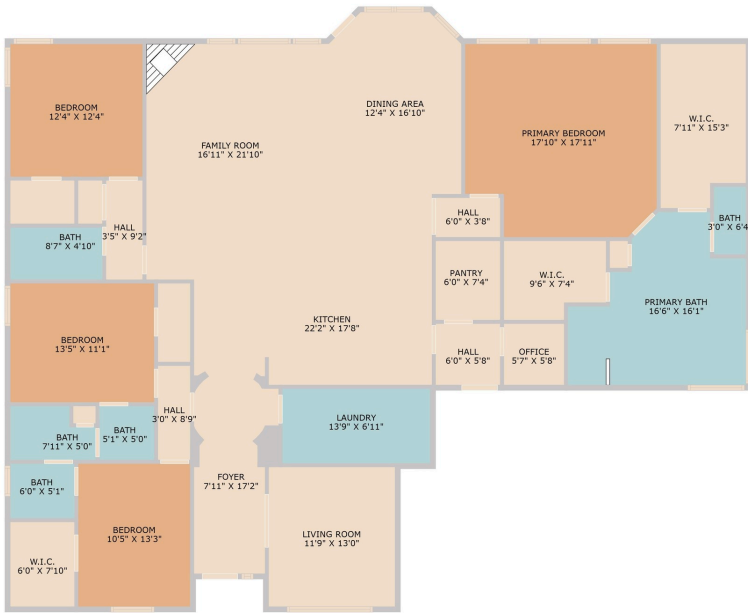 BEDROOM
12'4" X 12'4"
FAMILY ROOM
16'11" X 21'10"
DINING AREA
12'4" X 16'10"
PRIMARY BEDROOM
17'10" X 17'11"
W.I.C.
7'11" X 15'3"
HALL
3'5" X 9'2"
BATH
8'7" X 4'10"
HALL
6'0" X 3'8"
BATH
3'0" X 6'4
PANTRY
6'0" X 7'4"
W.I.C.
9'6" X 7'4"
PRIMARY BATH
16'6" X 16'1"
BEDROOM
13'5" X 11'1"
KITCHEN
22'2" X 17'8"
HALL
6'0" X 5'8"
OFFICE
5'7" X 5'8"
HALL
3'0" X 8'9"
BATH
7'11" X 5'0"
BATH
5'1" X 5'0"
LAUNDRY
13'9" X 6'11"
BATH
6'0" X 5'1"
FOYER
7'11" X 17'2"
BEDROOM
10'5" X 13'3"
LIVING ROOM
11'9" X 13'0"
W.I.C.
6'0" X 7'10"